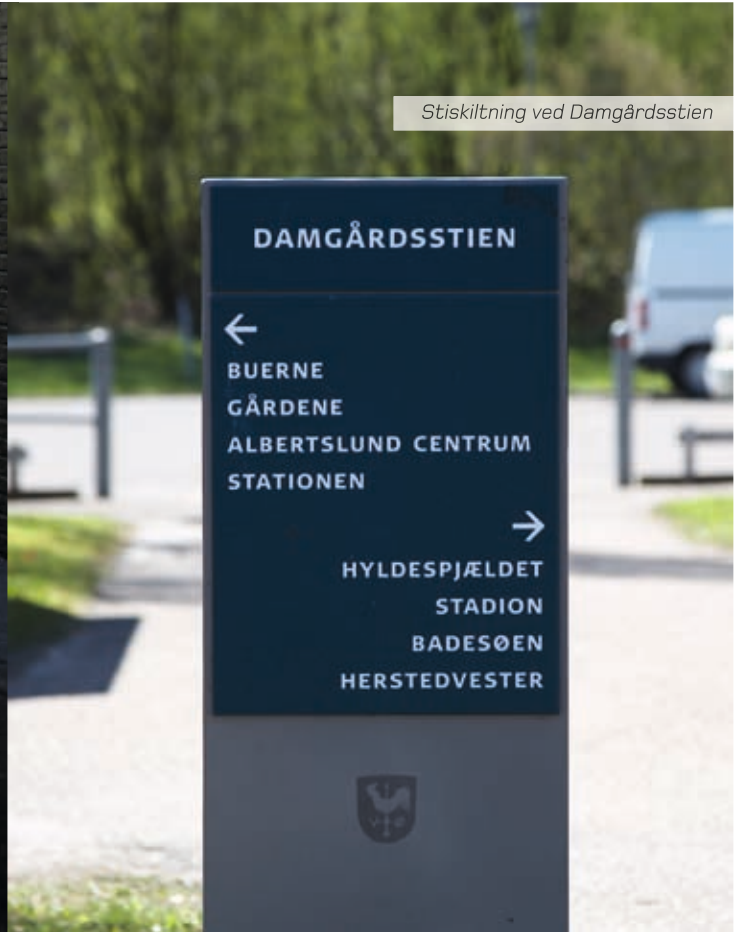 Stiskiltning ved Damgårdsstien
DAMGÅRDSSTIEN
←
BUERNE
GÅRDENE
ALBERTSLUND CENTRUM
STATIONEN
→
HYLDESPJÆLDET
STADION
BADESØEN
HERSTEDVESTER